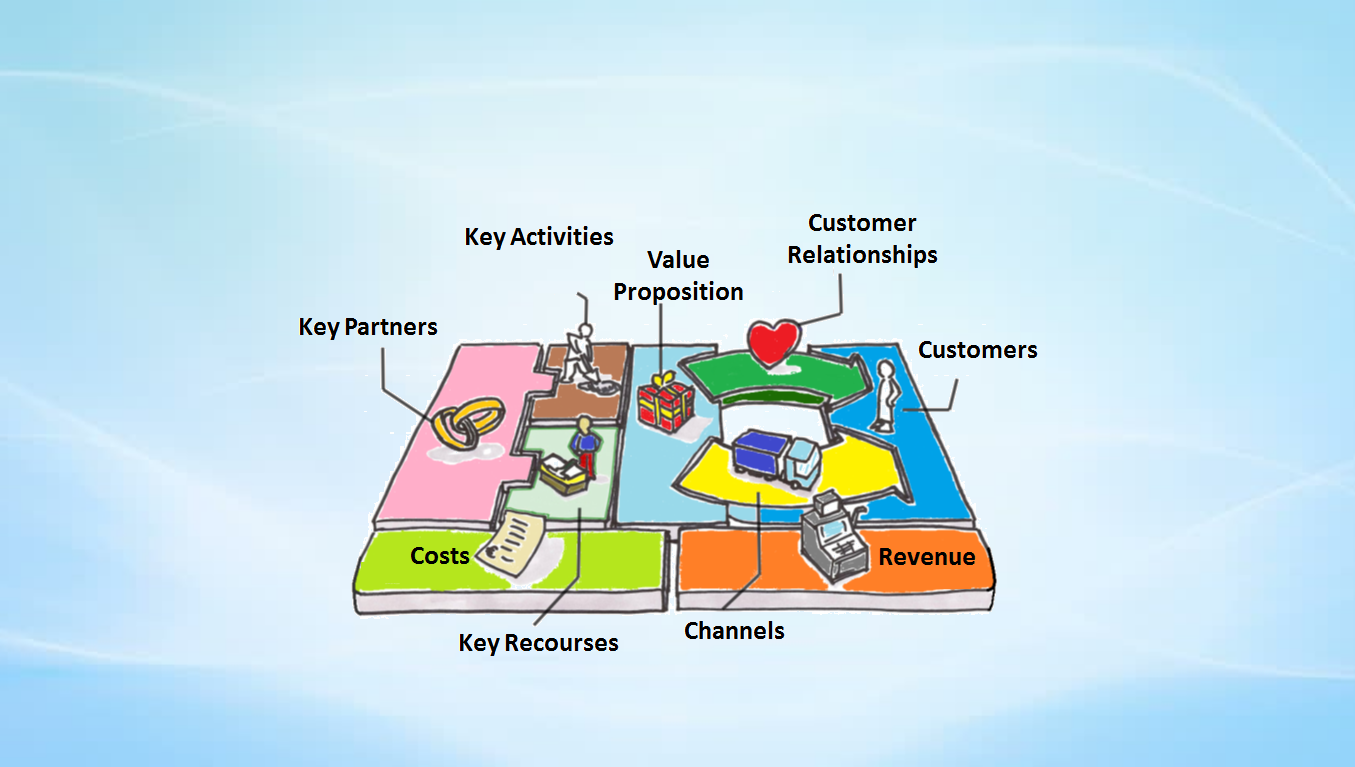 Customer
Relationships
Key Activities
Value
Proposition
Key Partners
Customers
Costs
Revenue
Key Recourses
Channels